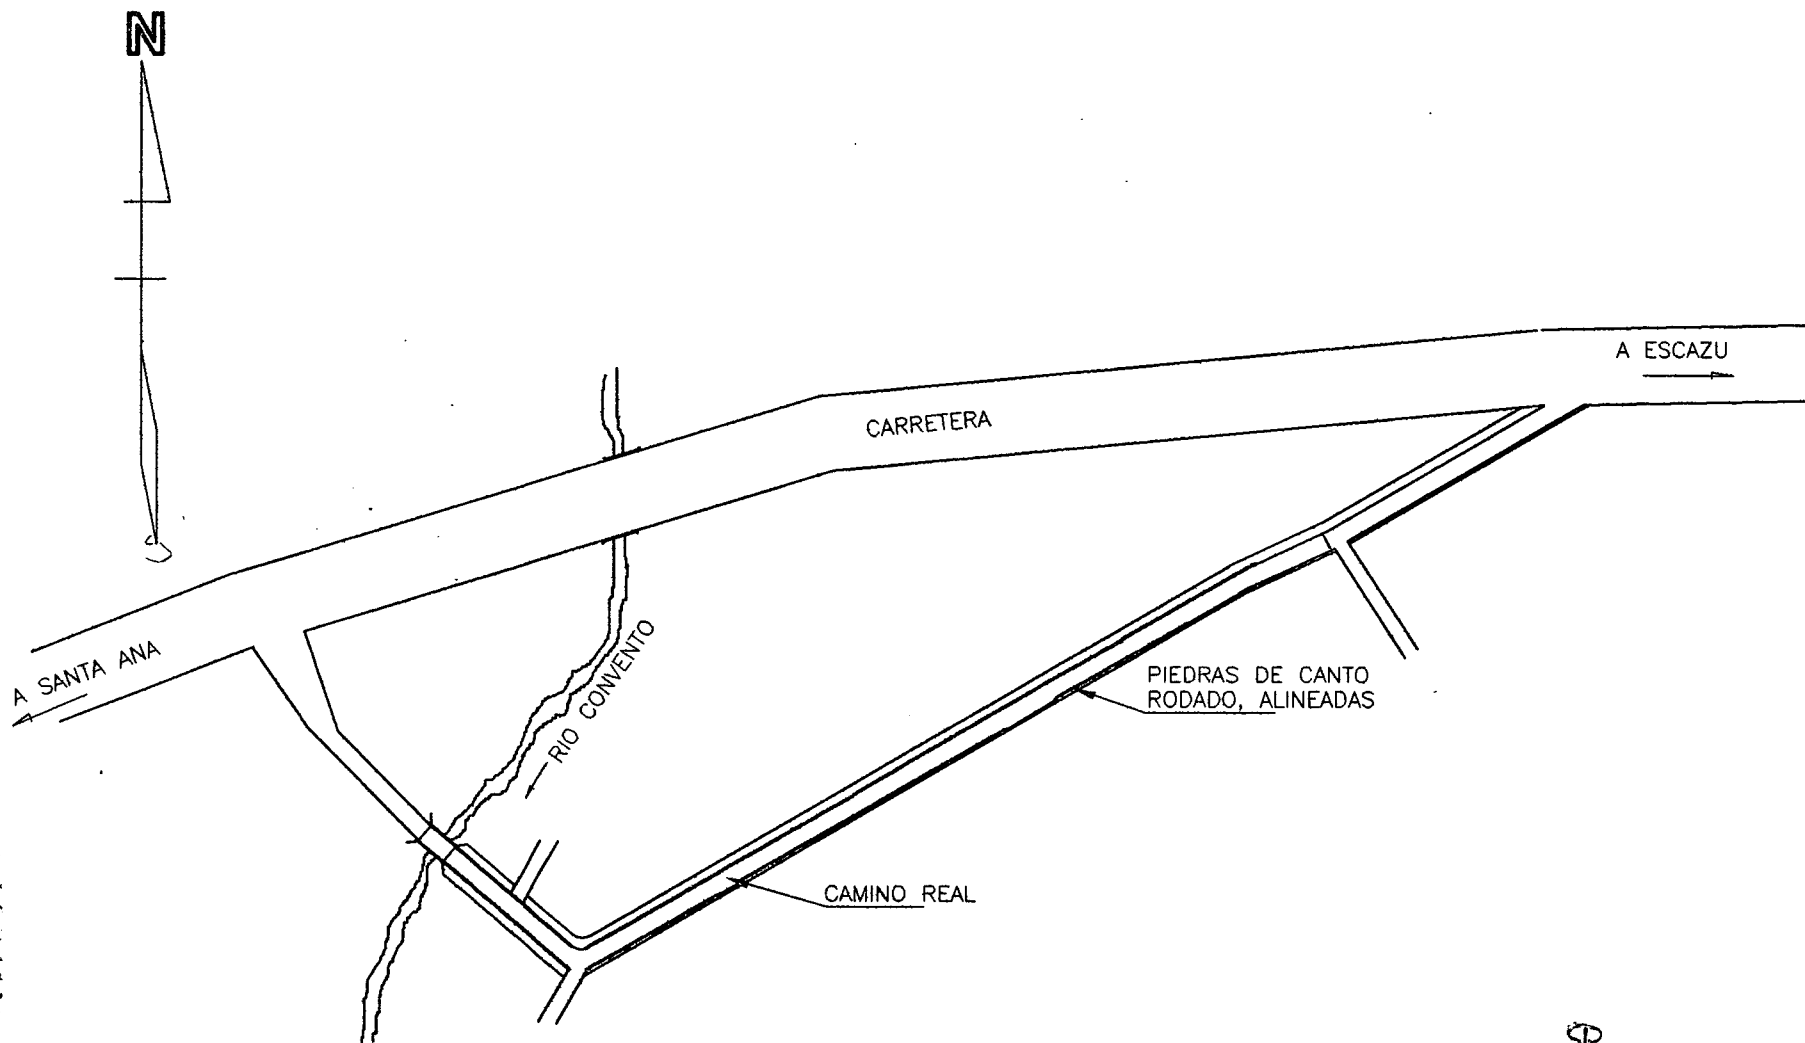 N
A ESCAZU
CARRETERA
A SANTA ANA
RIO CONVENTO
PIEDRAS DE CANTO
RODADO, ALINEADAS
CAMINO REAL